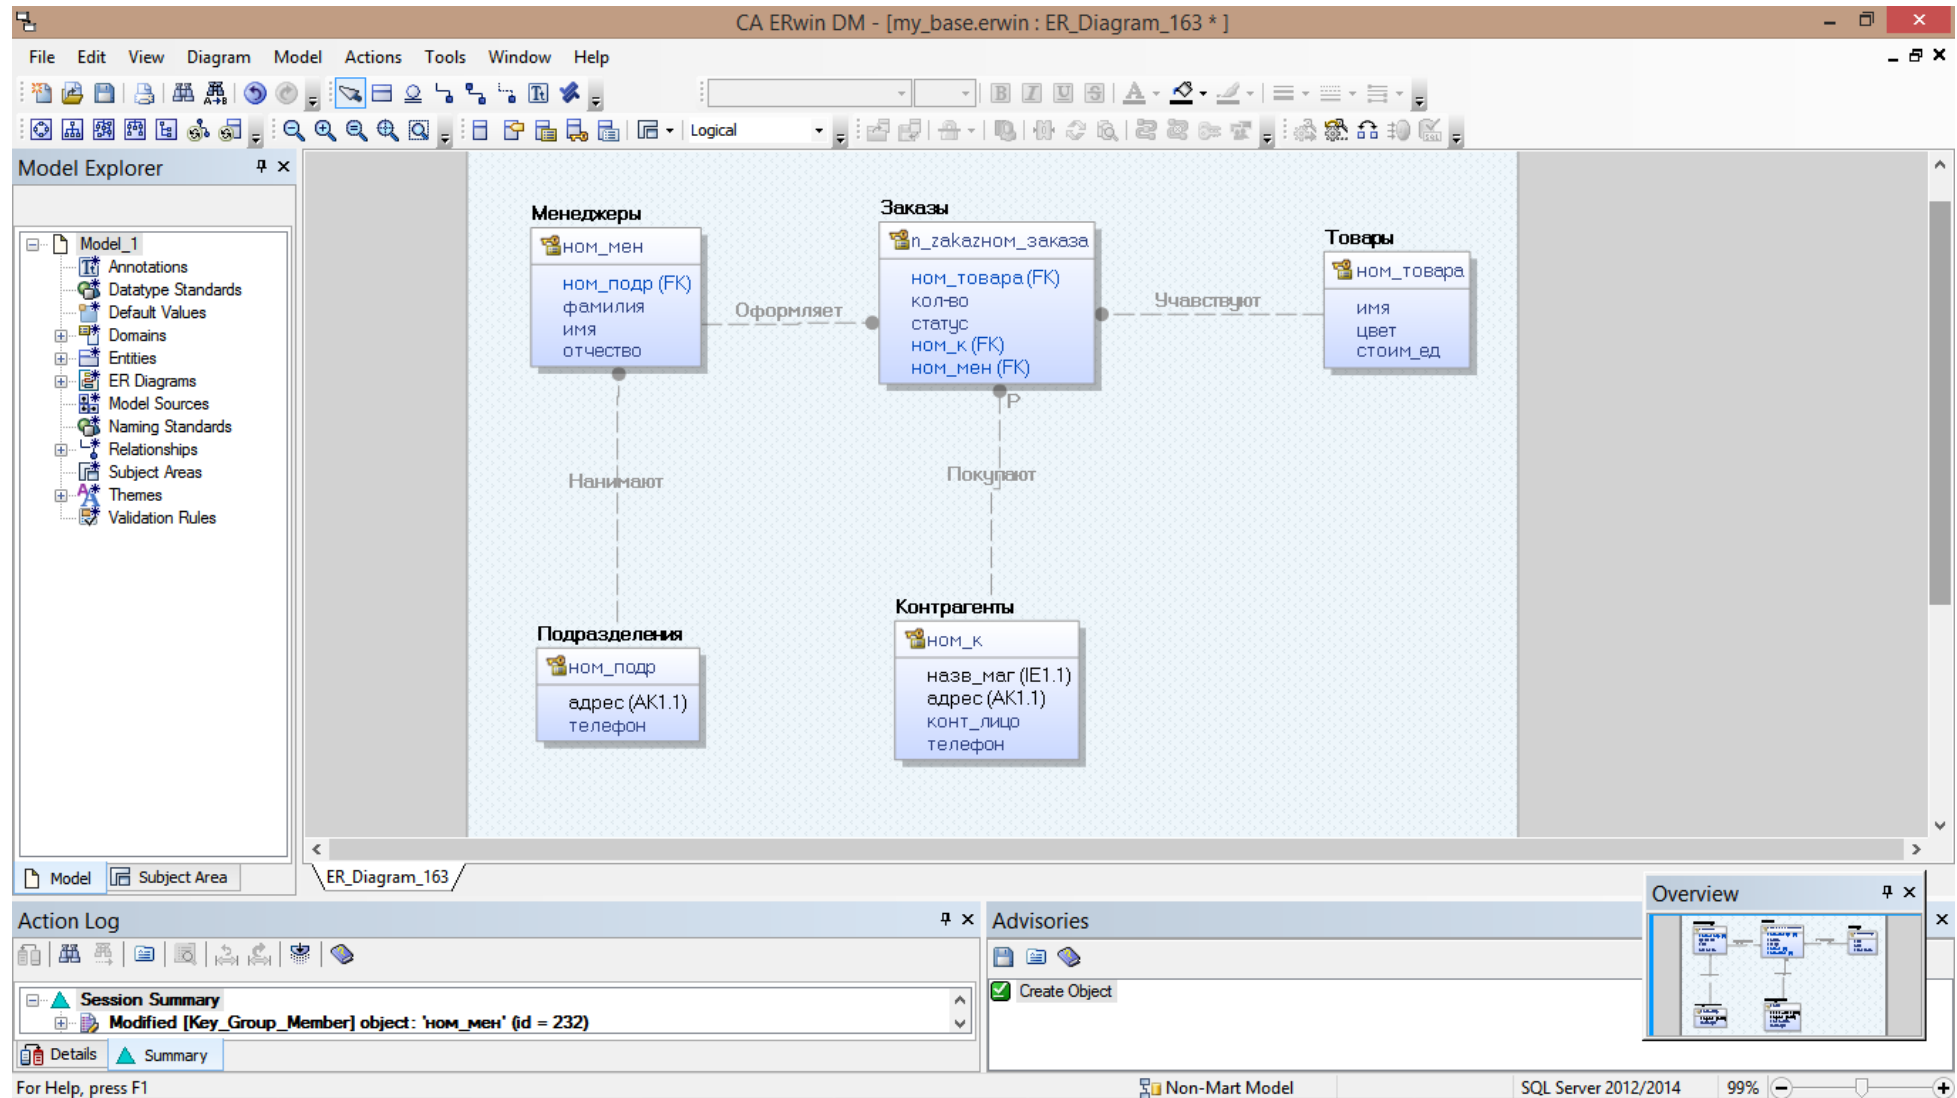 CA ERwin DM - [my_base.erwin : ER_Diagram_163 * ]
File Edit View Diagram Model Actions Tools Window Help
Logical
Model Explorer
Model_1
Annotations
Datatype Standards
Default Values
Domains
Entities
ER Diagrams
Model Sources
Naming Standards
Relationships
Subject Areas
Themes
Validation Rules
Model Subject Area
Менеджеры
ном_мен
ном_подр (FK)
фамилия
имя
отчество
Оформляет
Заказы
n_zakazном_заказа
ном_товара (FK)
кол-во
статус
ном_к (FK)
ном_мен (FK)
Учавствуют
Товары
ном_товара
имя
цвет
стоим_ед
P
Нанимают
Покупают
Подразделения
ном_подр
адрес (AK1.1)
телефон
Контрагенты
ном_к
назв_маг (IE1.1)
адрес (AK1.1)
конт_лицо
телефон
ER_Diagram_163
Action Log
Session Summary
Modified [Key_Group_Member] object: 'ном_мен' (id = 232)
Details Summary
Advisories
Create Object
Overview
For Help, press F1
Non-Mart Model
SQL Server 2012/2014
99%